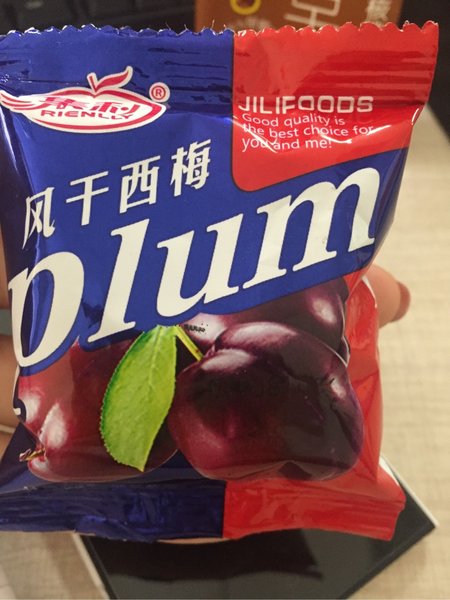 RIENLLY
®
JILIFOODS
Good quality is
the best choice for
you and me!
风干西梅
plum